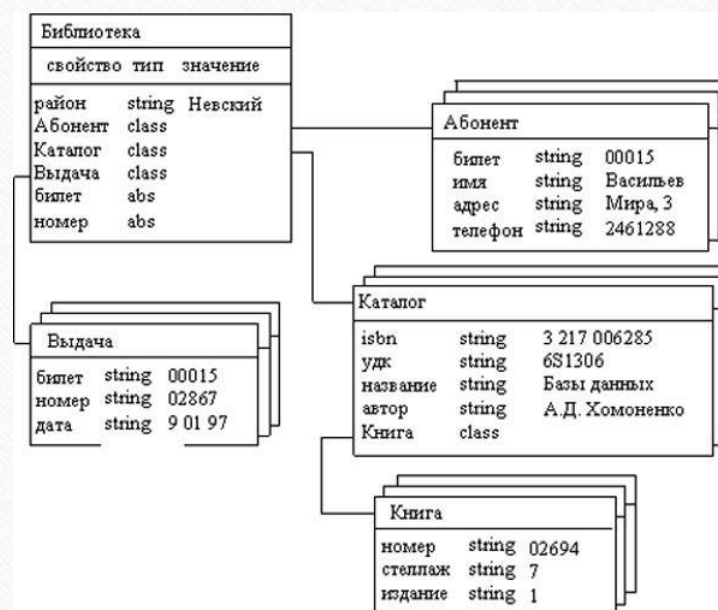 Библиотека
свойство тип значение
район string Невский
Абонент class
Каталог class
Выдача class
билет abs
номер abs
Абонент
билет string 00015
имя string Васильев
адрес string Мира, 3
телефон string 2461288
Выдача
билет string 00015
номер string 02867
дата string 9 01 97
Каталог
isbn string 3 217 006285
удк string 6S1306
название string Базы данных
автор string А.Д. Хомоненко
Книга class
Книга
номер string 02694
стеллаж string 7
издание string 1